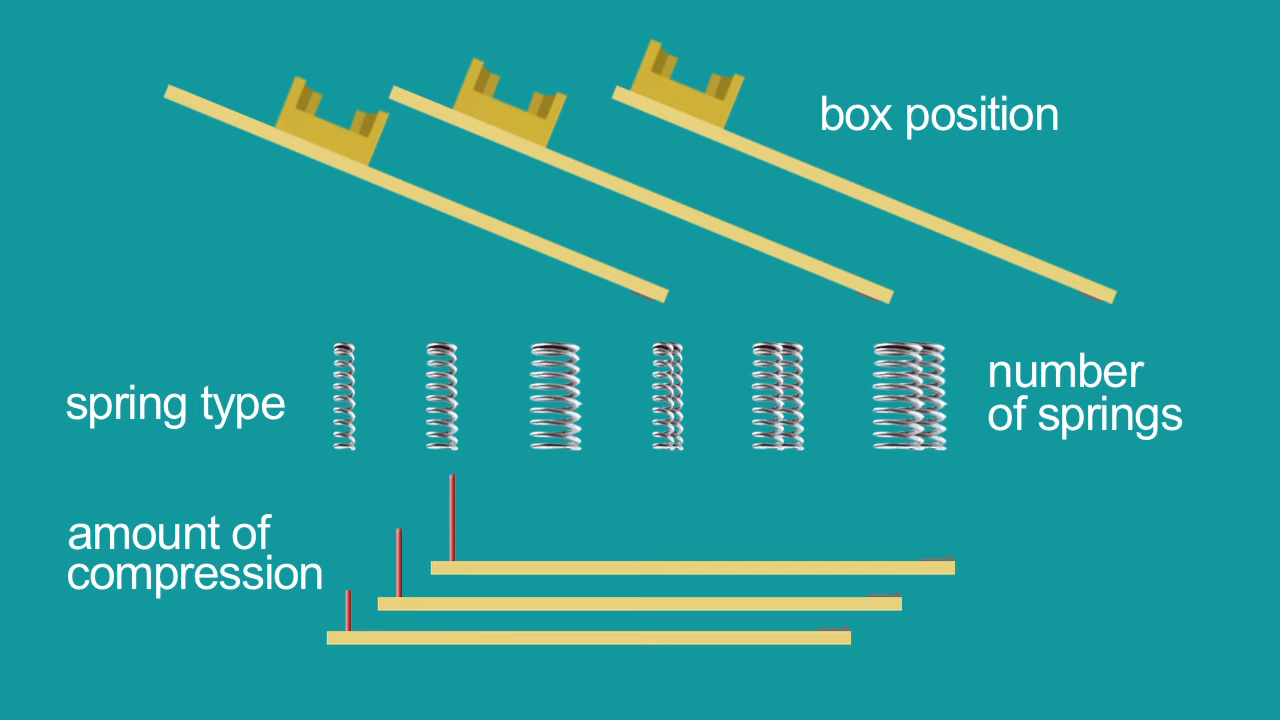 box position
spring type
number
of springs
amount of
compression